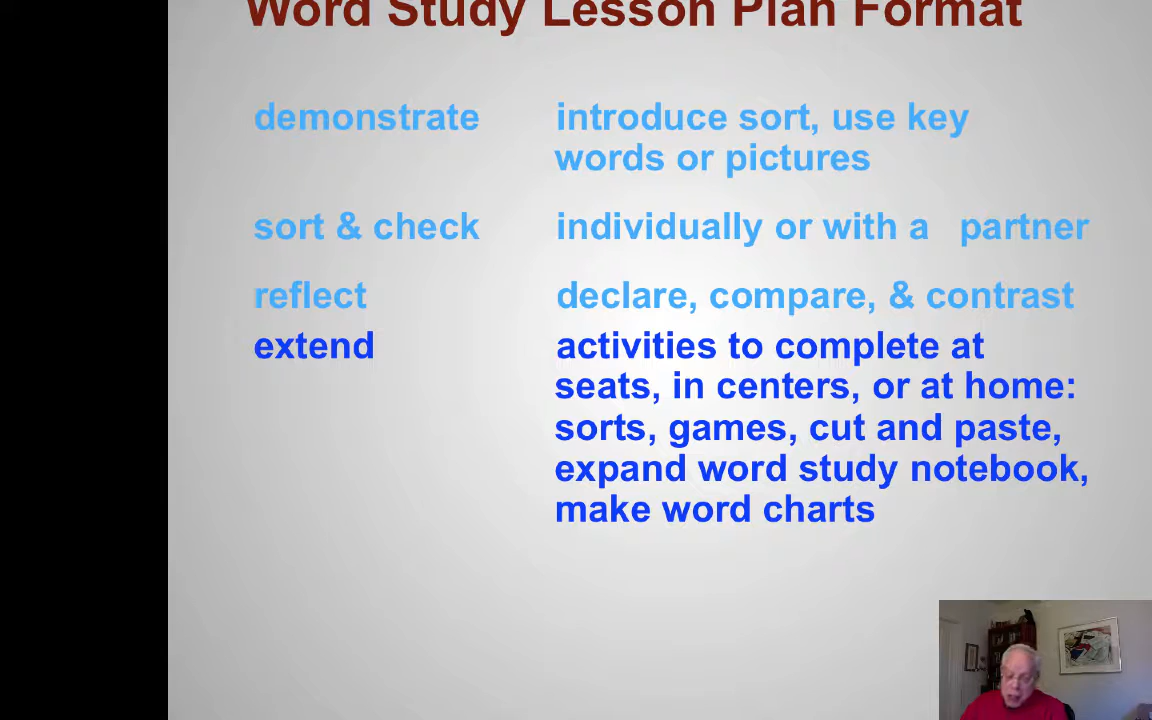 Word Study Lesson Plan Format
demonstrate introduce sort, use key
words or pictures
sort & check individually or with a partner
reflect declare, compare, & contrast
extend activities to complete at
seats, in centers, or at home:
sorts, games, cut and paste,
expand word study notebook,
make word charts